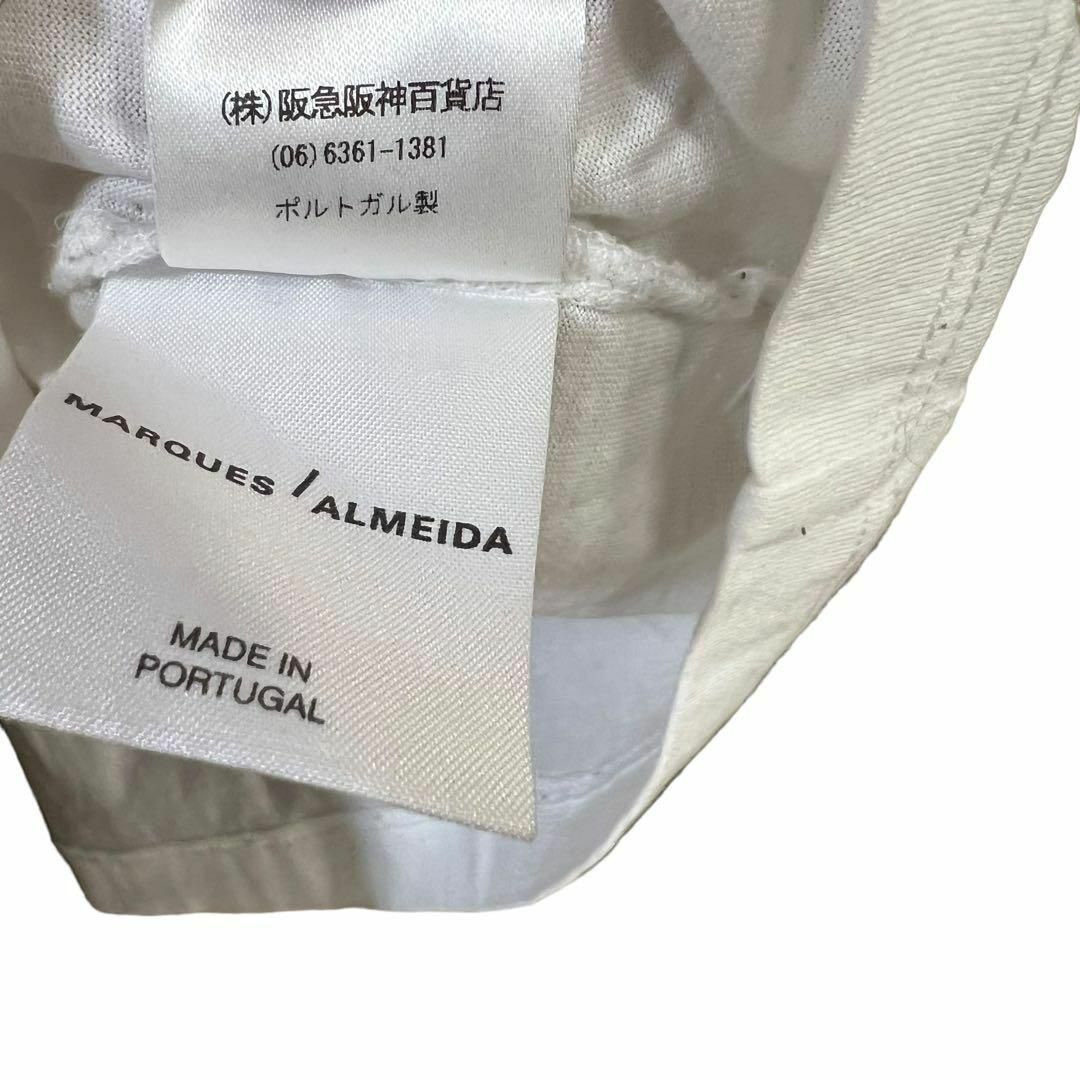 (株)阪急阪神百貨店
(06)6361-1381
ポルトガル製
MARQUES/ALMEIDA
MADE IN
PORTUGAL